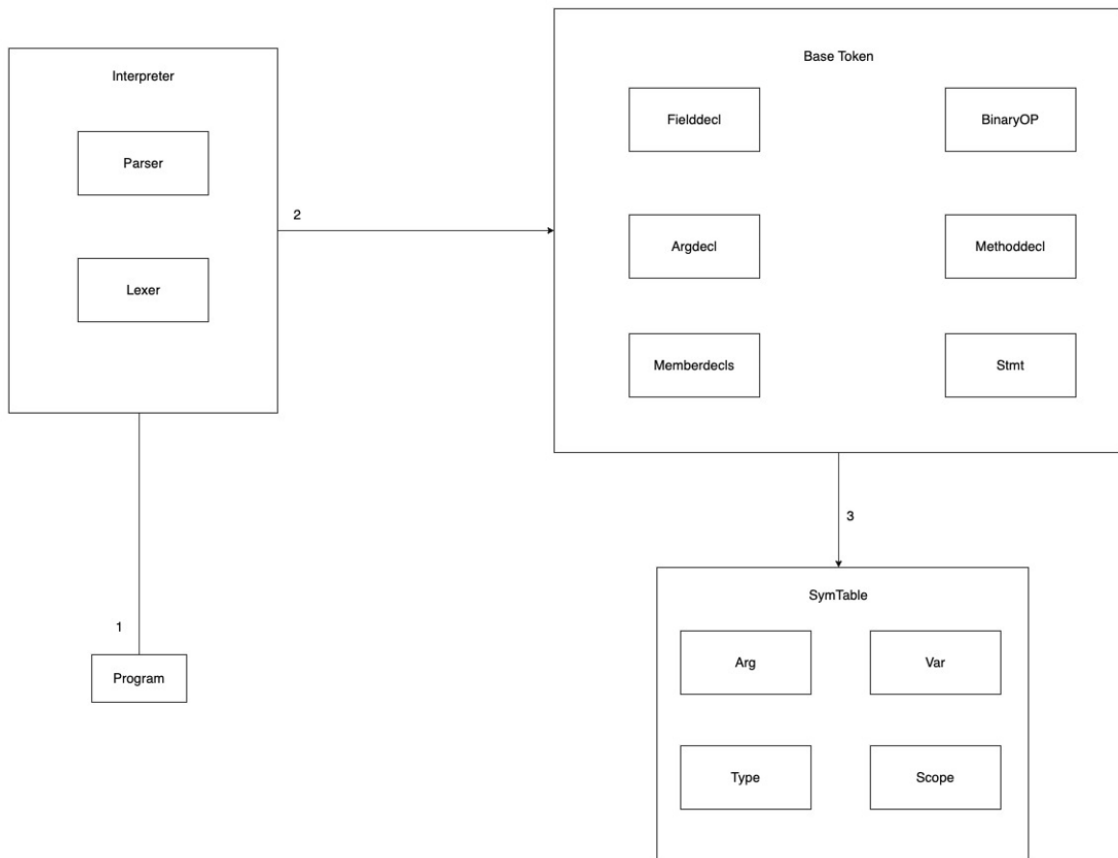 Interpreter
Parser
Lexer
2
Base Token
Fielddecl
BinaryOP
Argdecl
Methoddecl
Memberdecls
Stmt
3
SymTable
Arg
Var
Type
Scope
1
Program